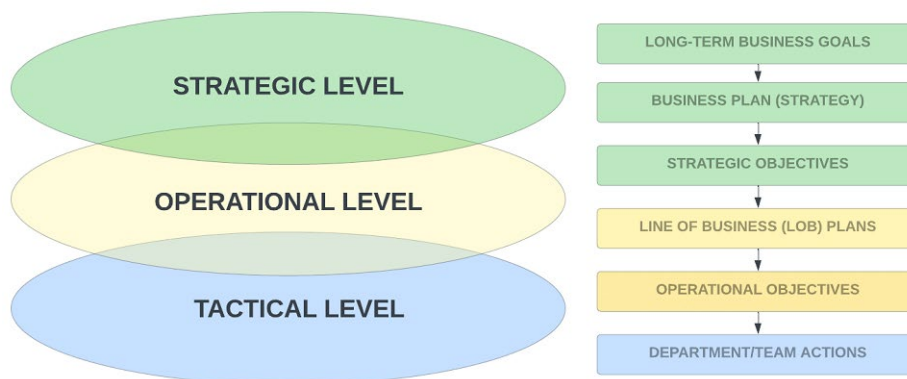 STRATEGIC LEVEL
OPERATIONAL LEVEL
TACTICAL LEVEL
LONG-TERM BUSINESS GOALS
BUSINESS PLAN (STRATEGY)
STRATEGIC OBJECTIVES
LINE OF BUSINESS (LOB) PLANS
OPERATIONAL OBJECTIVES
DEPARTMENT/TEAM ACTIONS